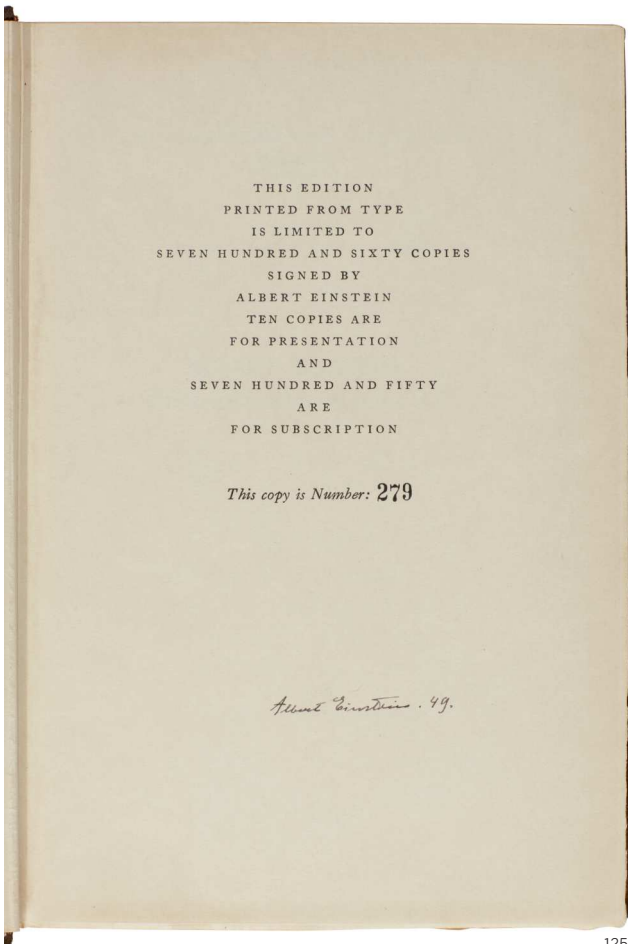 THIS EDITION
PRINTED FROM TYPE
IS LIMITED TO
SEVEN HUNDRED AND SIXTY COPIES
SIGNED BY
ALBERT EINSTEIN
TEN COPIES ARE
FOR PRESENTATION
AND
SEVEN HUNDRED AND FIFTY
ARE
FOR SUBSCRIPTION
This copy is Number: 279
Albert Einstein. 49.
125